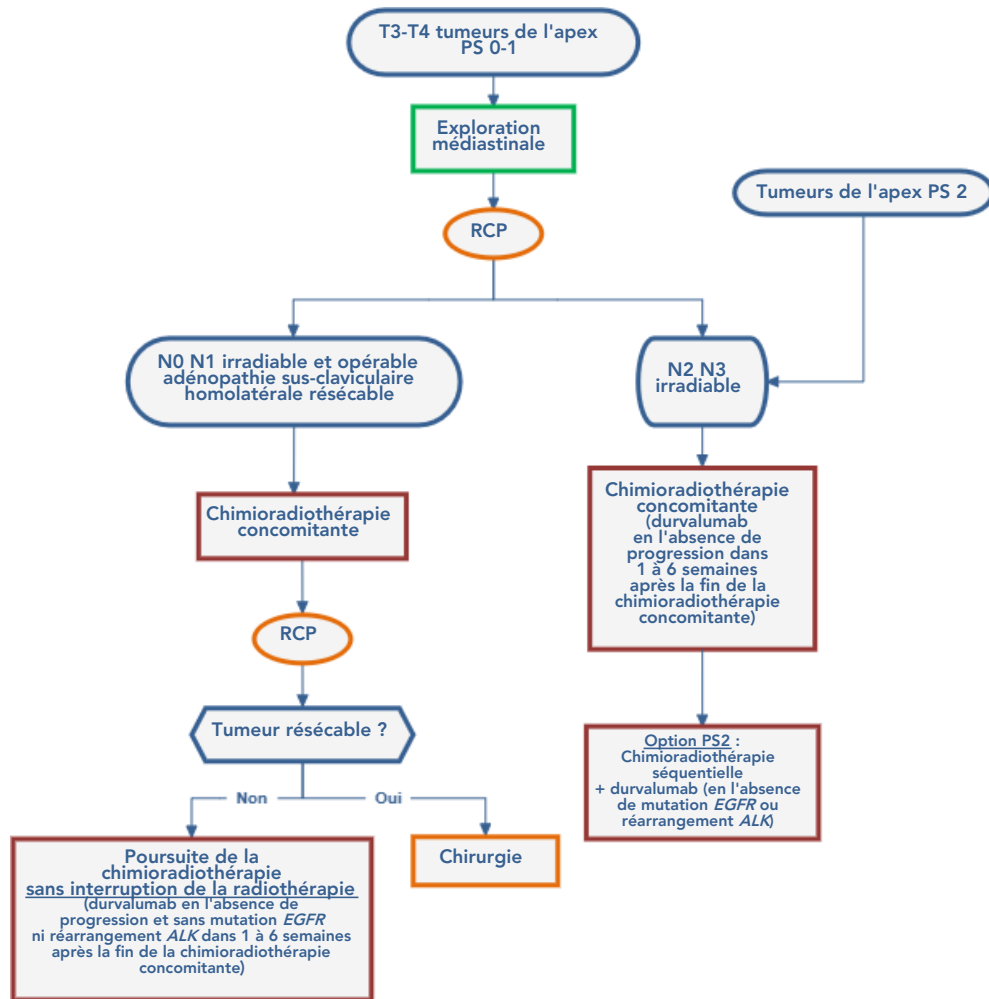 T3-T4 tumeurs de l'apex
PS 0-1
Exploration
médiastinale
Tumeurs de l'apex PS 2
RCP
N0 N1 irradiable et opérable
adénopathie sus-claviculaire
homolatérale résécable
N2 N3
irradiable
Chimioradiothérapie
concomitante
Chimioradiothérapie
concomitante
(durvalumab
en l'absence de
progression dans
1 à 6 semaines
après la fin de la
chimioradiothérapie
concomitante)
RCP
Tumeur résécable ?
Option PS2 :
Chimioradiothérapie
séquentielle
+ durvalumab (en l'absence
de mutation EGFR ou
réarrangement ALK)
Non
Oui
Poursuite de la
chimioradiothérapie
sans interruption de la radiothérapie
(durvalumab en l'absence de
progression et sans mutation EGFR
ni réarrangement ALK dans 1 à 6 semaines
après la fin de la chimioradiothérapie
concomitante)
Chirurgie